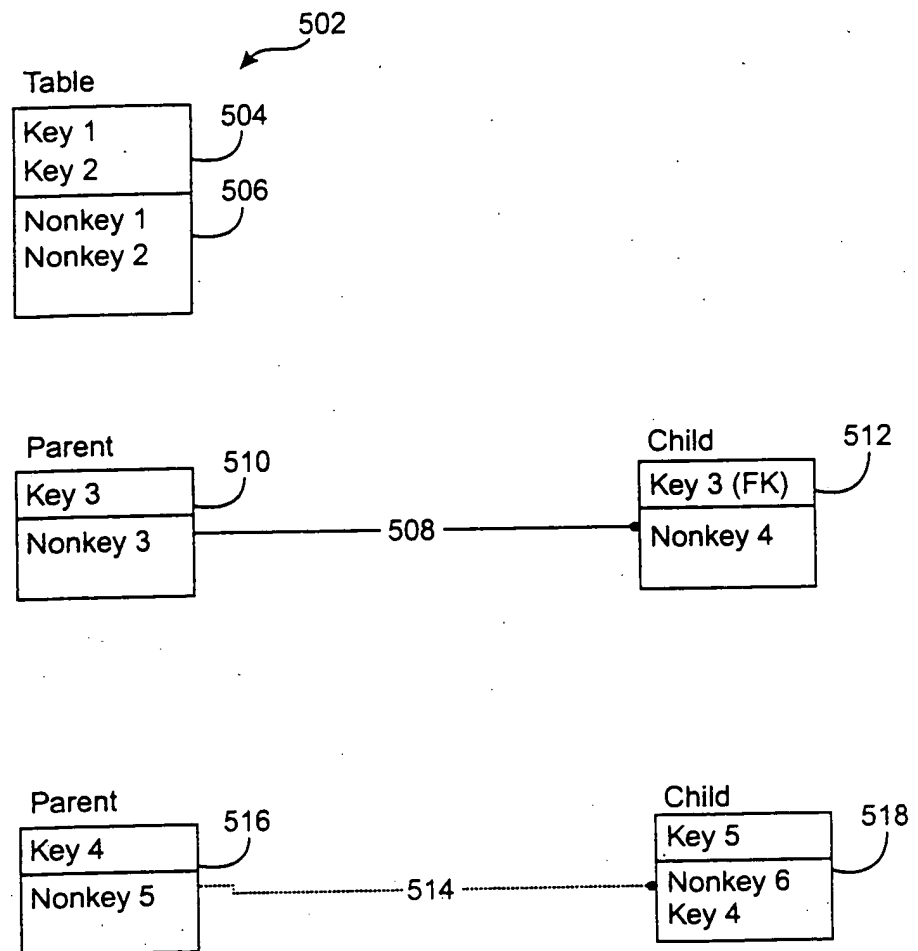 502
Table
Key 1
Key 2
504
Nonkey 1
Nonkey 2
506
Parent
Key 3
510
Nonkey 3
508
Child
Key 3 (FK)
512
Nonkey 4
Parent
Key 4
516
Nonkey 5
514
Child
Key 5
518
Nonkey 6
Key 4